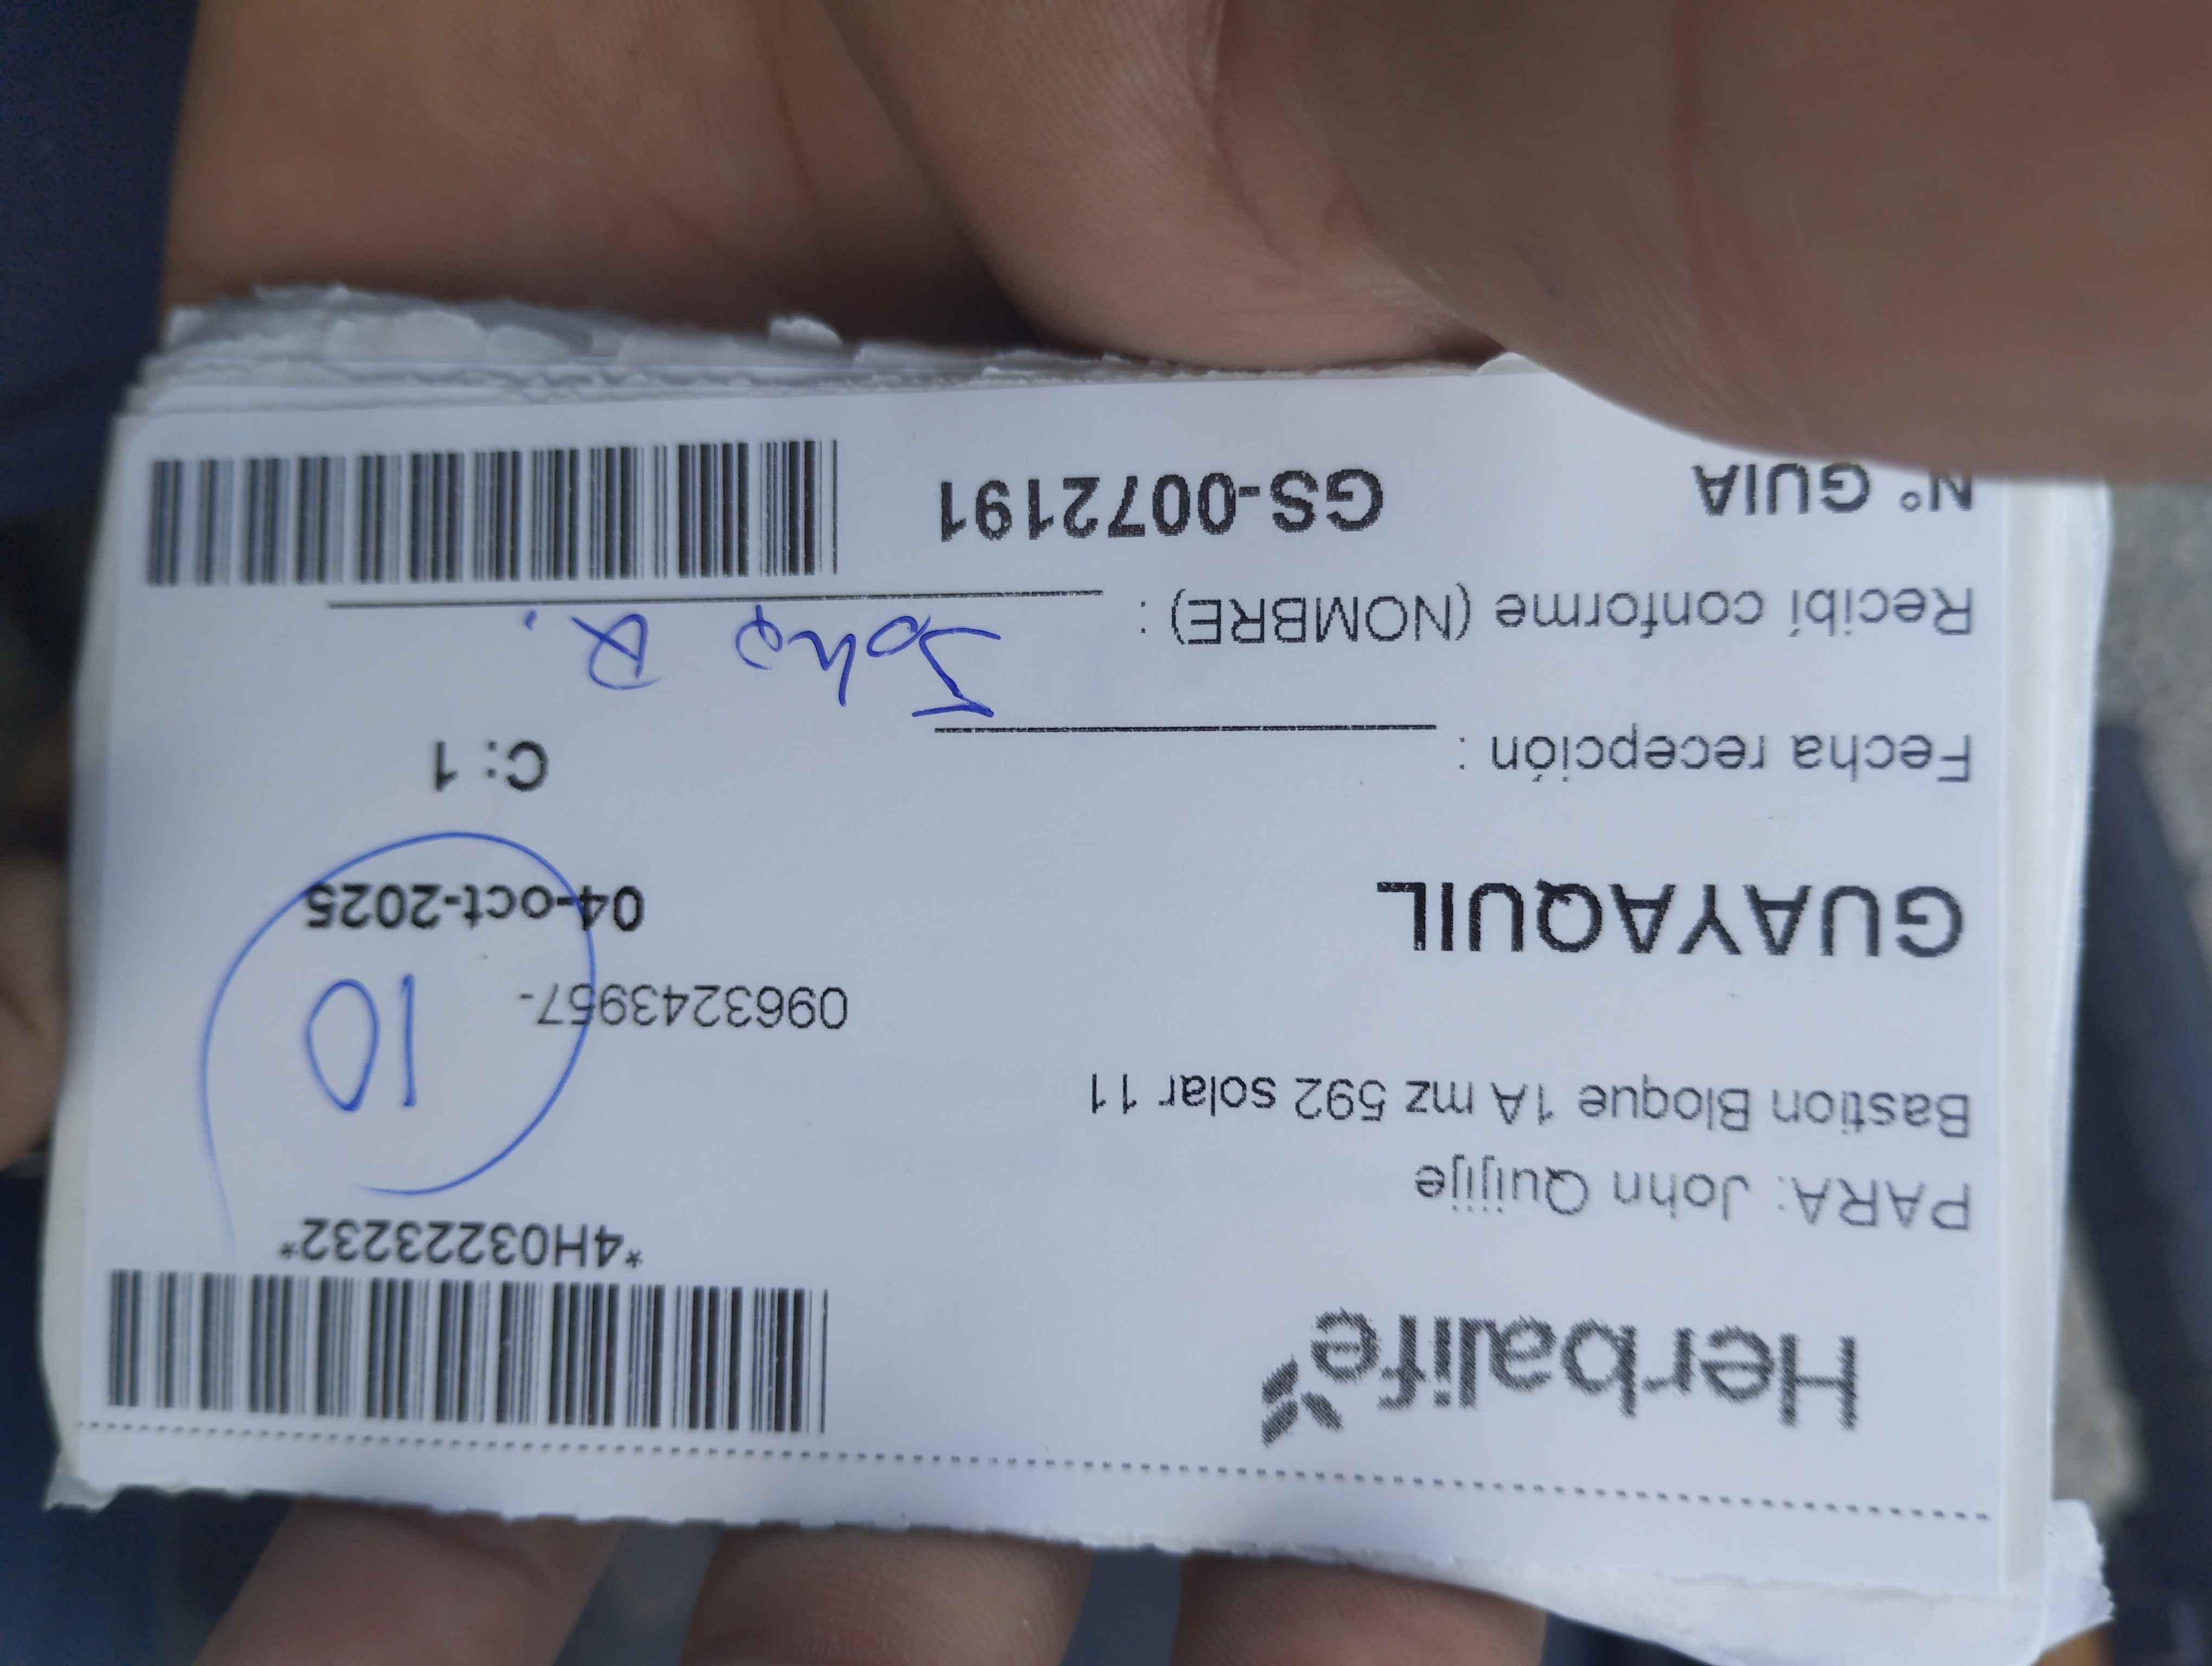 Herbalife
*4H03223232*
PARA: John Quijije
Bastion Bloque 1A mz 592 solar 11
0963243957-
10
GUAYAQUIL
04-oct-2025
C: 1
Fecha recepción :
Recibí conforme (NOMBRE) : John Q.
N° GUIA GS-0072191